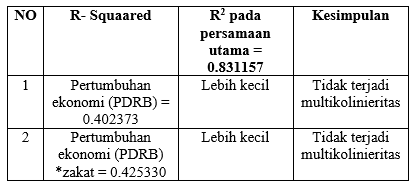 NO
R- Squaared
R² pada
persamaan
utama =
0.831157
Kesimpulan
1
Pertumbuhan
ekonomi (PDRB) =
0.402373
Lebih kecil
Tidak terjadi
multikolinieritas
2
Pertumbuhan
ekonomi (PDRB)
*zakat = 0.425330
Lebih kecil
Tidak terjadi
multikolinieritas